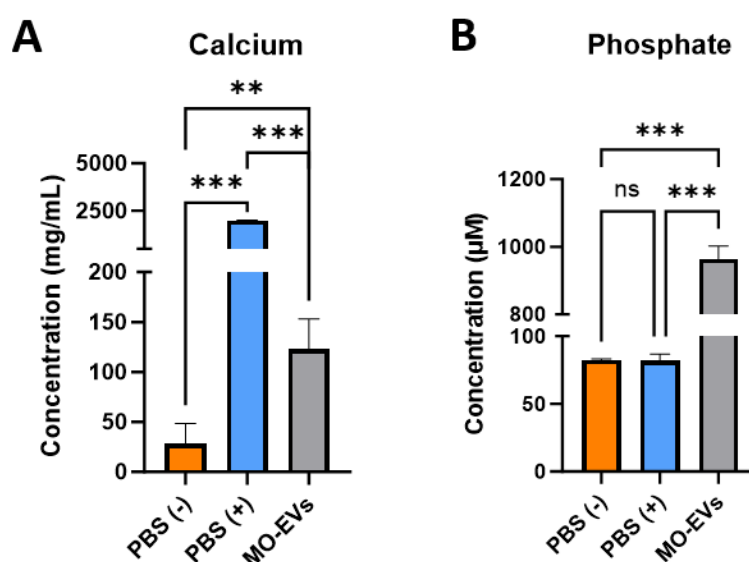 A
Calcium
**
***
***
Concentration (mg/mL)
5000
2500
200
150
100
50
0
PBS (-)
PBS (+)
MO-EVs
B
Phosphate
***
ns
***
Concentration (µM)
1200
1000
800
100
50
0
PBS (-)
PBS (+)
MO-EVs